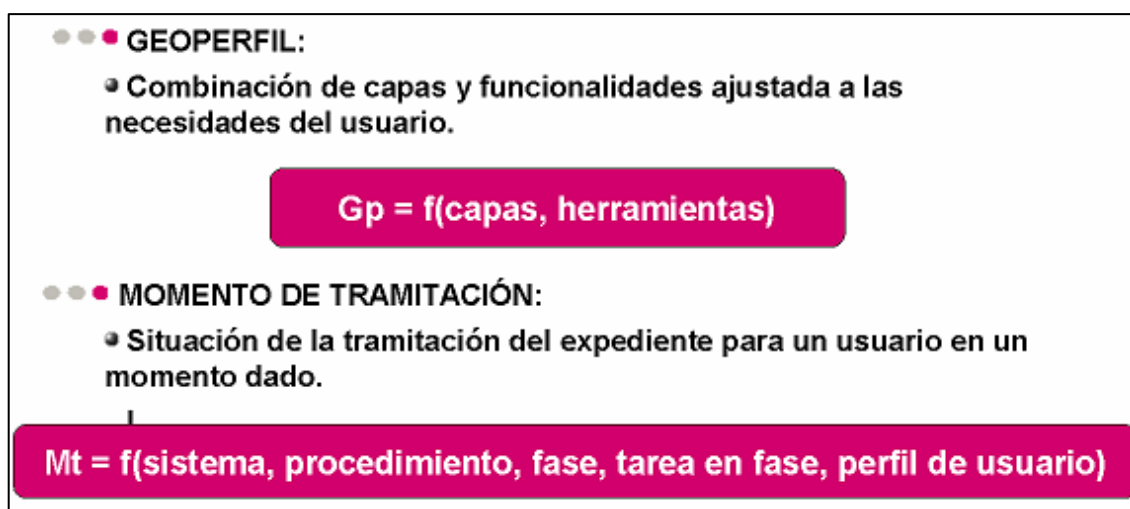 GEOPERFIL:
Combinación de capas y funcionalidades ajustada a las
necesidades del usuario.
Gp = f(capas, herramientas)
MOMENTO DE TRAMITACIÓN:
Situación de la tramitación del expediente para un usuario en un
momento dado.
Mt = f(sistema, procedimiento, fase, tarea en fase, perfil de usuario)